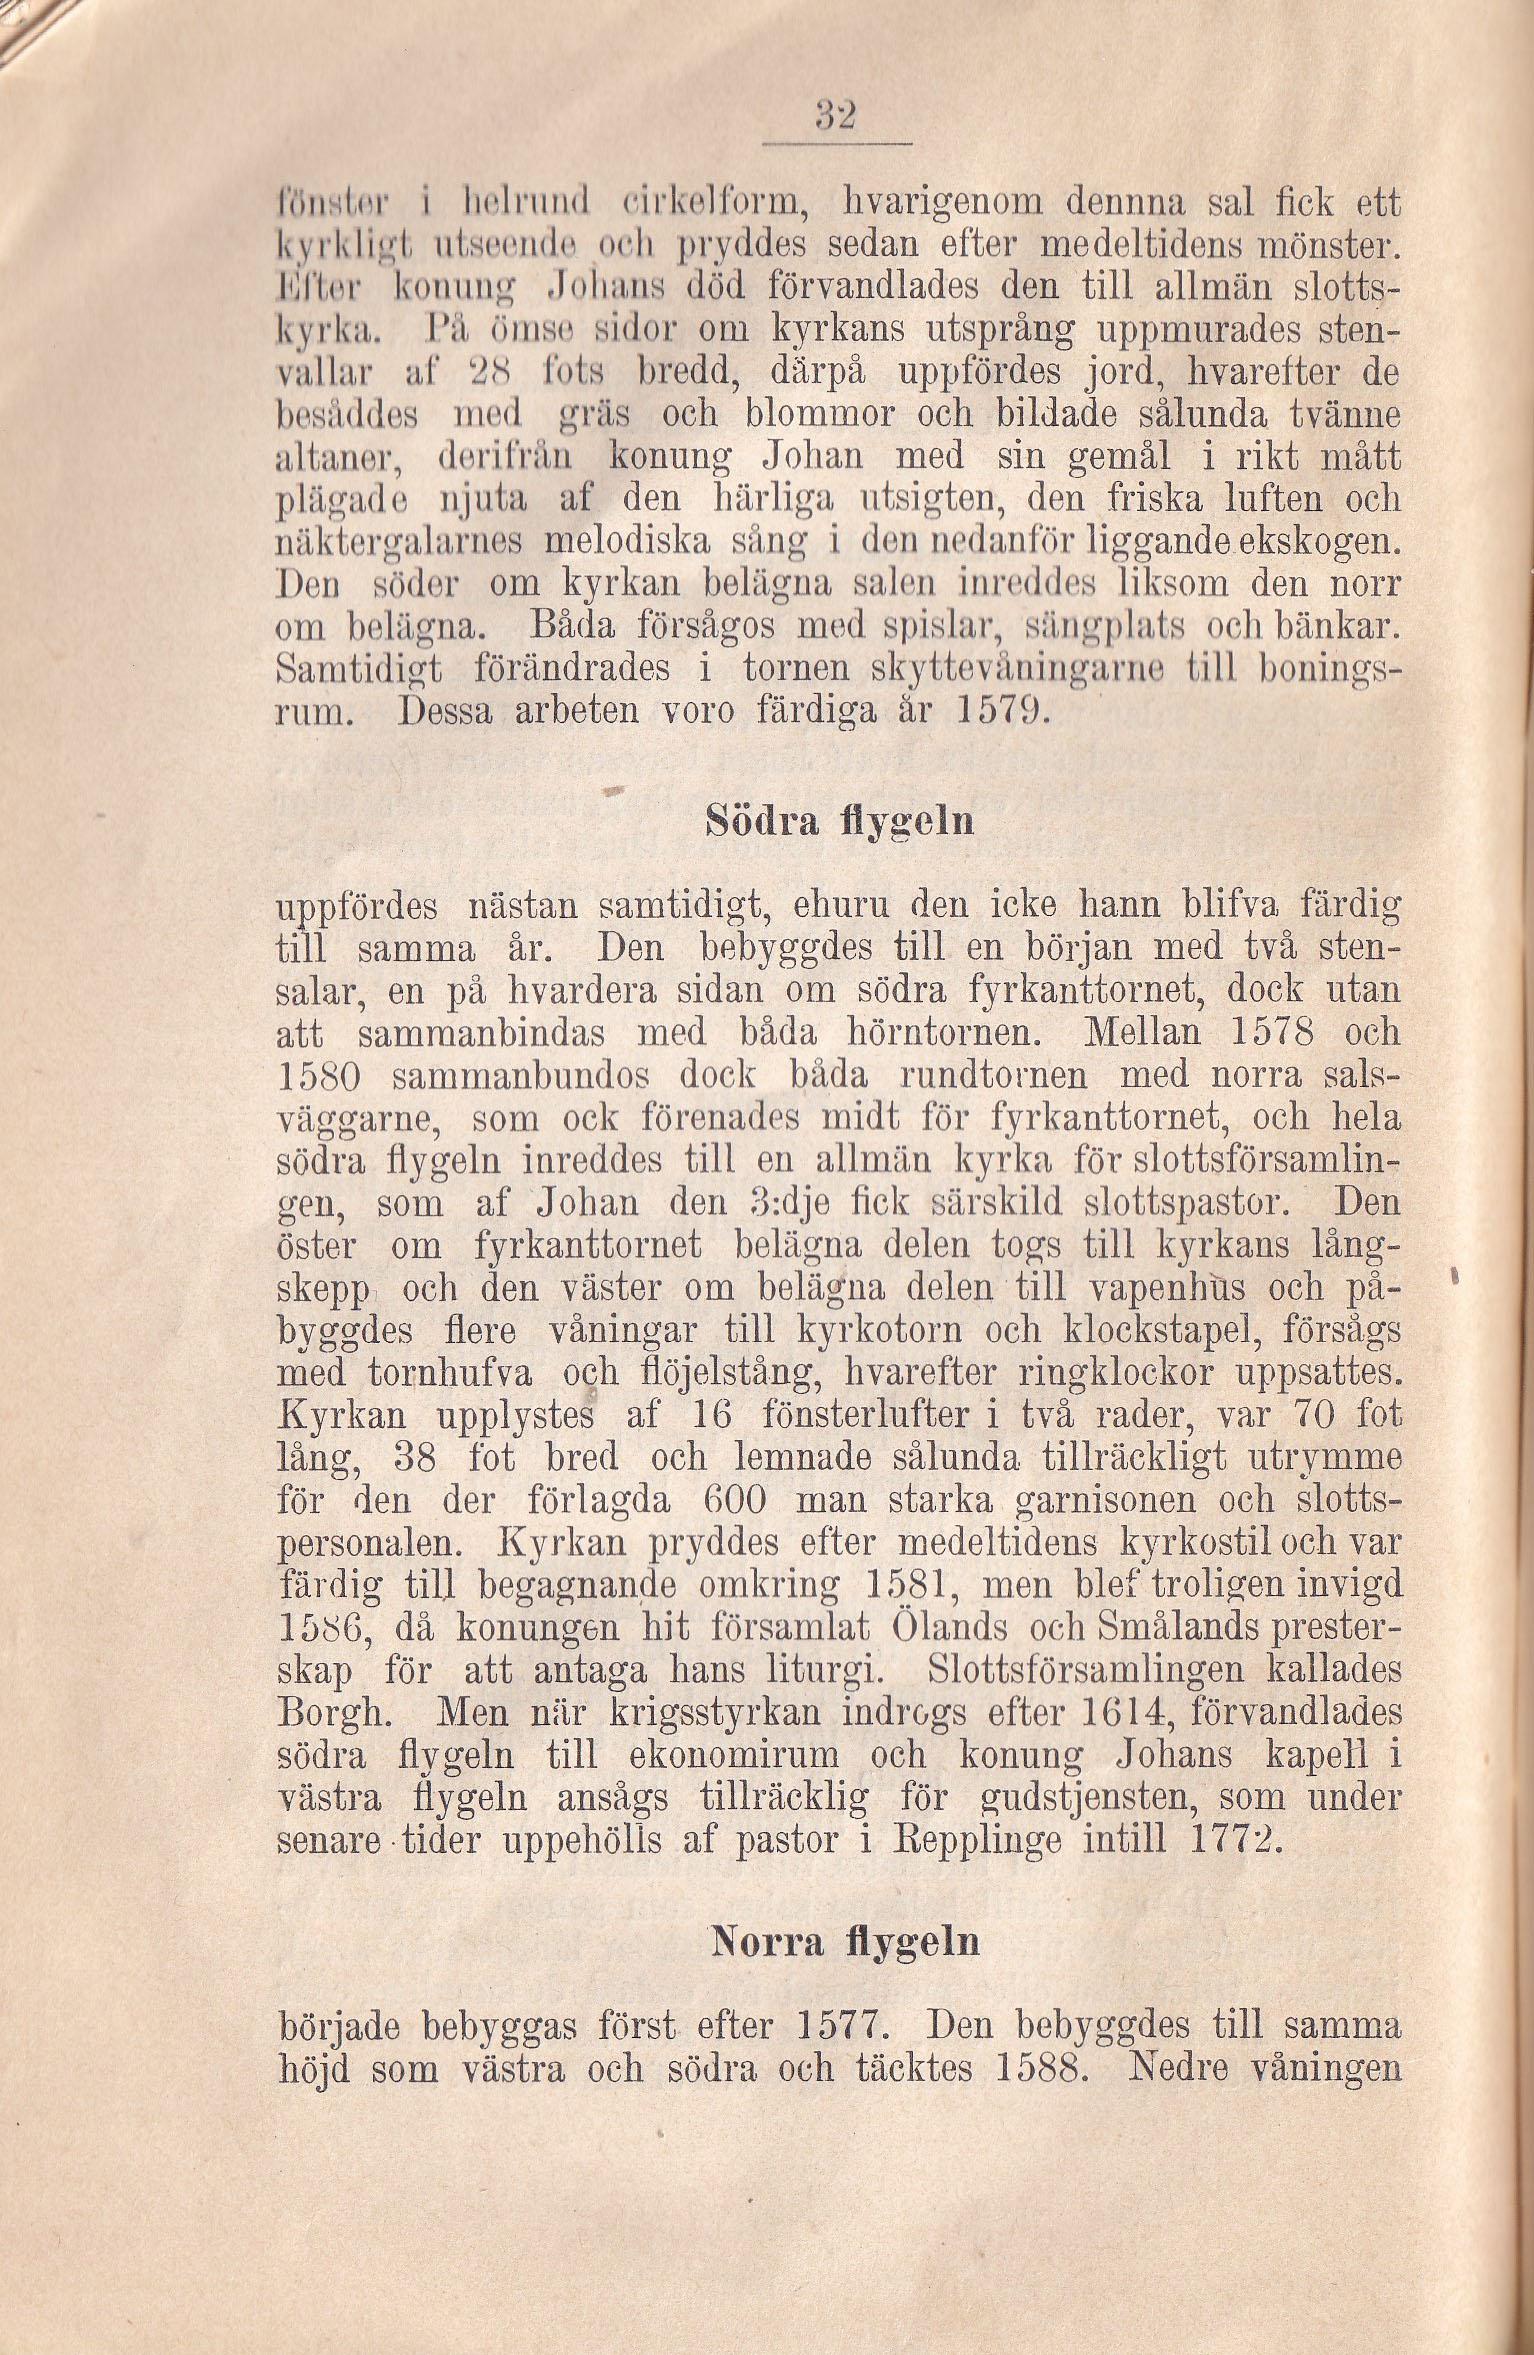 32
fönster i helrund cirkelform, hvarigenom dennna sal fick ett
kyrkligt utseende och pryddes sedan efter medeltidens mönster.
Efter konung Johans död förvandlades den till allmän slotts-
kyrka. På ömse sidor om kyrkans utsprång uppmurades sten-
vallar af 28 fots bredd, därpå uppfördes jord, hvarefter de
besåddes med gräs och blommor och bildade sålunda tvänne
altaner, derifrån konung Johan med sin gemål i rikt mått
plägade njuta af den härliga utsigten, den friska luften och
näktergalarnes melodiska sång i den nedanför liggande ekskogen.
Den söder om kyrkan belägna salen inreddes liksom den norr
om belägna. Båda försågos med spislar, sängplats och bänkar.
Samtidigt förändrades i tornen skyttevåningarne till bonings-
rum. Dessa arbeten voro färdiga år 1579.
Södra flygeln
uppfördes nästan samtidigt, ehuru den icke hann blifva färdig
till samma år. Den bebyggdes till en början med två sten-
salar, en på hvardera sidan om södra fyrkanttornet, dock utan
att sammanbindas med båda hörntornen. Mellan 1578 och
1580 sammanbundos dock båda rundtornen med norra sals-
väggarne, som ock förenades midt för fyrkanttornet, och hela
södra flygeln inreddes till en allmän kyrka för slottsförsamlin-
gen, som af Johan den 3:dje fick särskild slottspastor. Den
öster om fyrkanttornet belägna delen togs till kyrkans lång-
skepp och den väster om belägna delen till vapenhus och på-
byggdes flere våningar till kyrkotorn och klockstapel, försågs
med tornhufva och flöjelstång, hvarefter ringklockor uppsattes.
Kyrkan upplystes af 16 fönsterlufter i två rader, var 70 fot
lång, 38 fot bred och lemnade sålunda tillräckligt utrymme
för den der förlagda 600 man starka garnisonen och slotts-
personalen. Kyrkan pryddes efter medeltidens kyrkostil och var
färdig till begagnande omkring 1581, men blef troligen invigd
1586, då konungen hit församlat Ölands och Smålands prester-
skap för att antaga hans liturgi. Slottsförsamlingen kallades
Borgh. Men när krigsstyrkan indrogs efter 1614, förvandlades
södra flygeln till ekonomirum och konung Johans kapell i
västra flygeln ansågs tillräcklig för gudstjensten, som under
senare tider uppehölls af pastor i Repplinge intill 1772.
Norra flygeln
började bebyggas först efter 1577. Den bebyggdes till samma
höjd som västra och södra och täcktes 1588. Nedre våningen